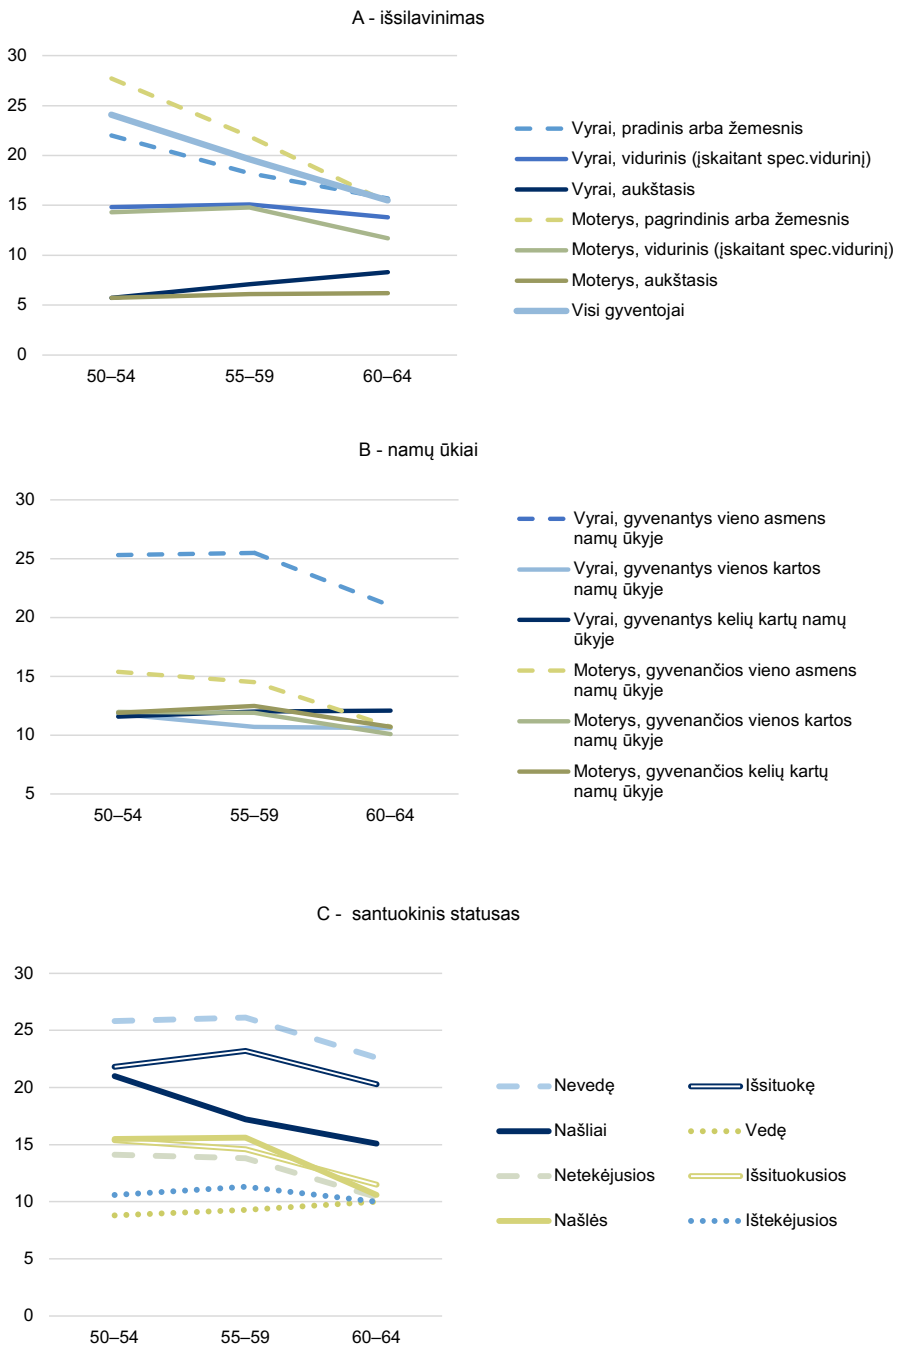 A - išsilavinimas
30
25
20
15
10
5
0
50–54
55–59
60–64
Vyrai, pradinis arba žemesnis
Vyrai, vidurinis (įskaitant spec.vidurinį)
Vyrai, aukštasis
Moterys, pagrindinis arba žemesnis
Moterys, vidurinis (įskaitant spec.vidurinį)
Moterys, aukštasis
Visi gyventojai
B - namų ūkiai
30
25
20
15
10
5
50–54
55–59
60–64
Vyrai, gyvenantys vieno asmens
namų ūkyje
Vyrai, gyvenantys vienos kartos
namų ūkyje
Vyrai, gyvenantys kelių kartų namų
ūkyje
Moterys, gyvenančios vieno asmens
namų ūkyje
Moterys, gyvenančios vienos kartos
namų ūkyje
Moterys, gyvenančios kelių kartų
namų ūkyje
C - santuokinis statusas
30
25
20
15
10
5
0
50–54
55–59
60–64
Nevedę
Išsituokę
Našliai
Vedę
Netekėjusios
Išsituokusios
Našlės
Ištekėjusios